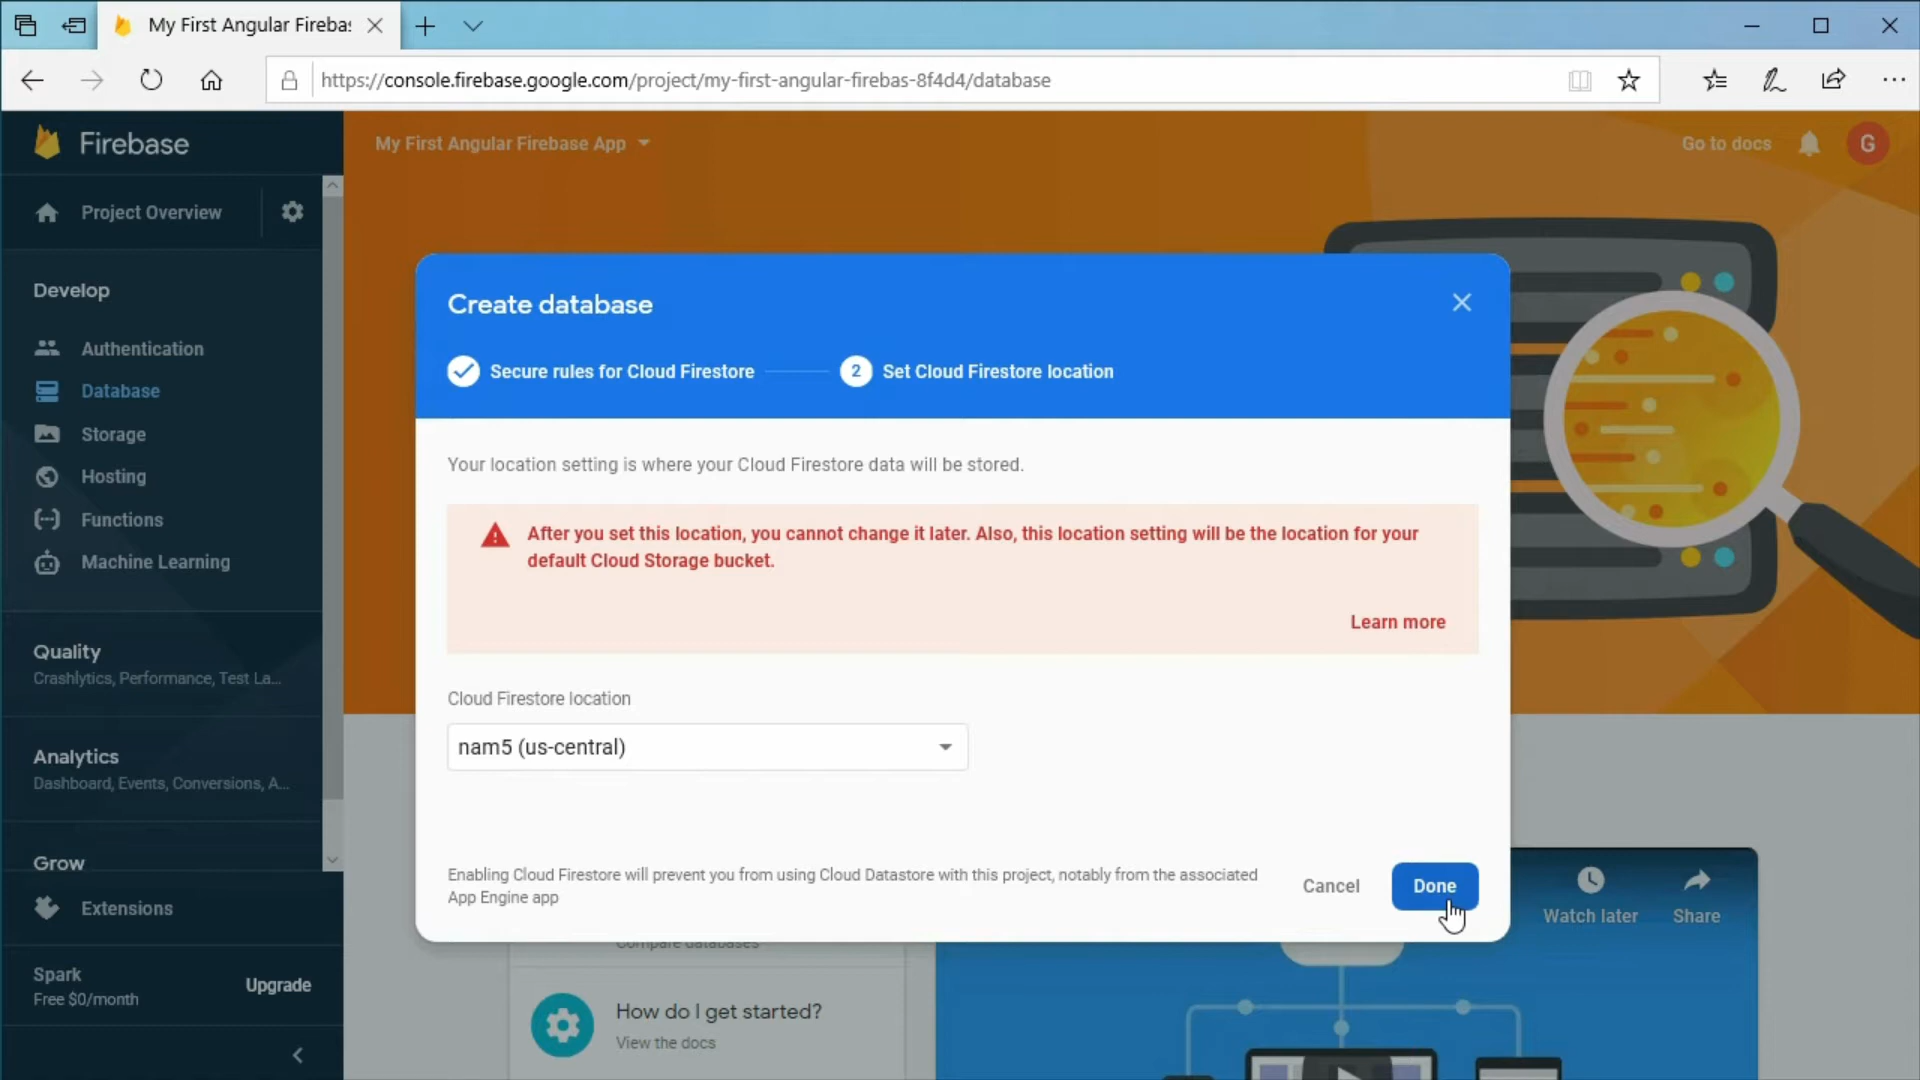 My First Angular Firebas
https://console.firebase.google.com/project/my-first-angular-firebas-8f4d4/database
Firebase
My First Angular Firebase App
Go to docs
G
Project Overview
Develop
Authentication
Database
Storage
Hosting
Functions
Machine Learning
Quality
Crashlytics, Performance, Test La...
Analytics
Dashboard, Events, Conversions, A...
Grow
Extensions
Spark
Free $0/month
Upgrade
Create database
Secure rules for Cloud Firestore
2
Set Cloud Firestore location
Your location setting is where your Cloud Firestore data will be stored.
After you set this location, you cannot change it later. Also, this location setting will be the location for your
default Cloud Storage bucket.
Learn more
Cloud Firestore location
nam5 (us-central)
Enabling Cloud Firestore will prevent you from using Cloud Datastore with this project, notably from the associated
App Engine app
Cancel
Done
Watch later
Share
Compare databases
How do I get started?
View the docs